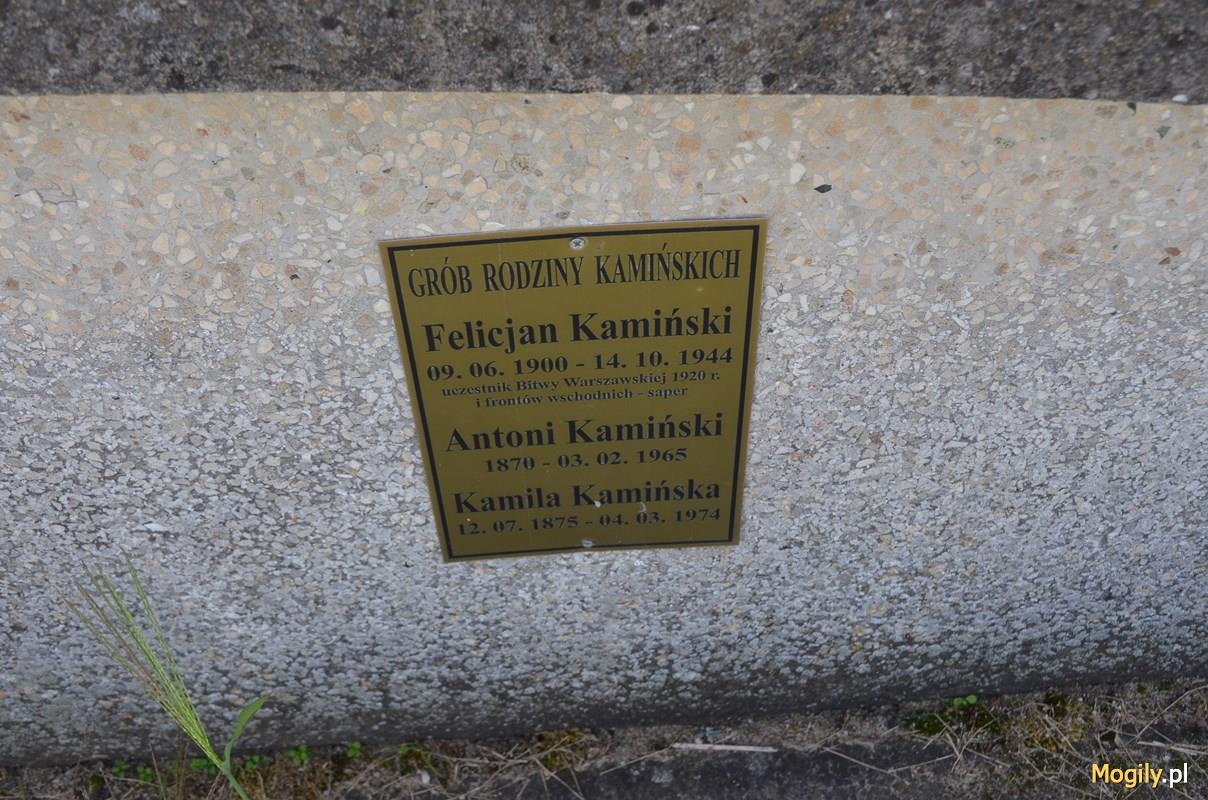 GRÓB RODZINY KAMIŃSKICH
Felicjan Kamiński
09. 06. 1900 - 14. 10. 1944
uczestnik Bitwy Warszawskiej 1920 r.
i frontów wschodnich - saper
Antoni Kamiński
1870 - 03. 02. 1965
Kamila Kamińska
12. 07. 1875 - 04. 03. 1974
Mogily.pl